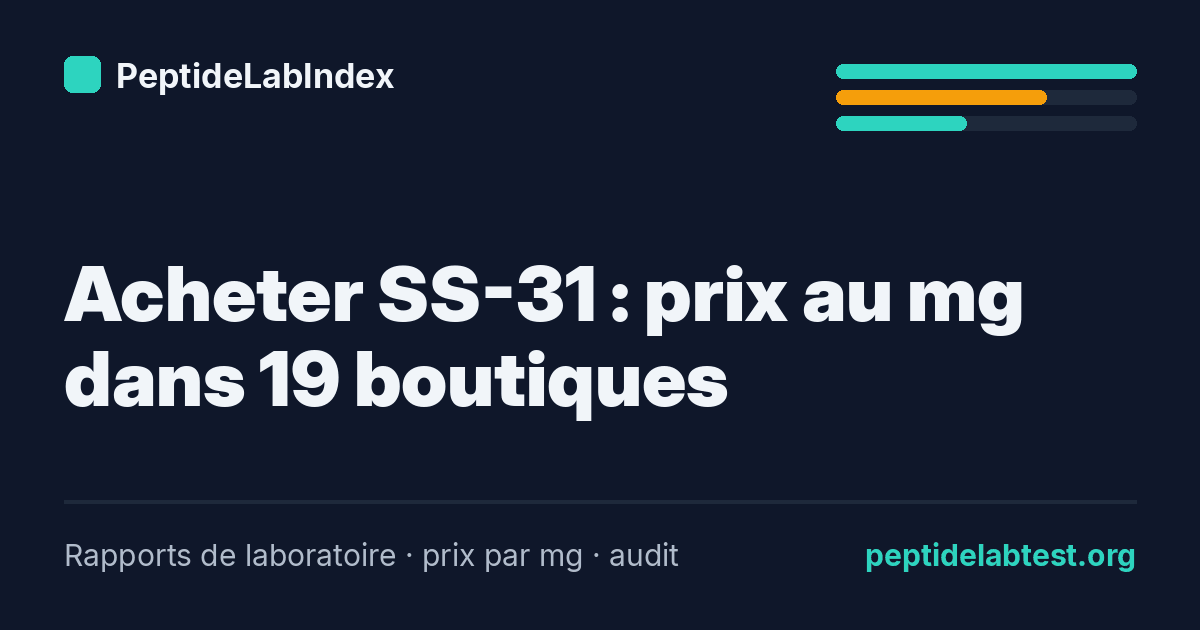 PeptideLabIndex
Acheter SS-31 : prix au mg
dans 19 boutiques
Rapports de laboratoire · prix par mg · audit
peptidelabtest.org